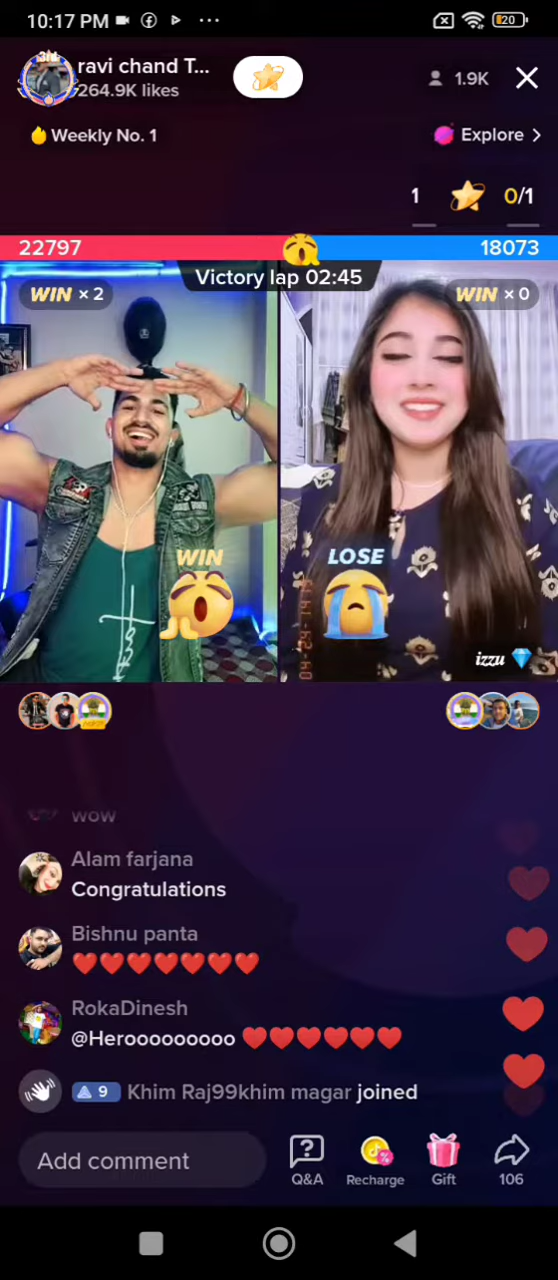 10:17 PM
20
3rd
ravi chand T...
264.9K likes
1.9K
Weekly No. 1
Explore >
1
0/1
22797
18073
Victory lap 02:45
WIN × 2
WIN × 0
WIN
LOSE
izzu 💎
wow
Alam farjana
Congratulations
Bishnu panta
❤️❤️❤️❤️❤️❤️❤️
RokaDinesh
@Herooooooooo ❤️❤️❤️❤️❤️❤️
9 Khim Raj99khim magar joined
Add comment
Q&A
Recharge
Gift
106